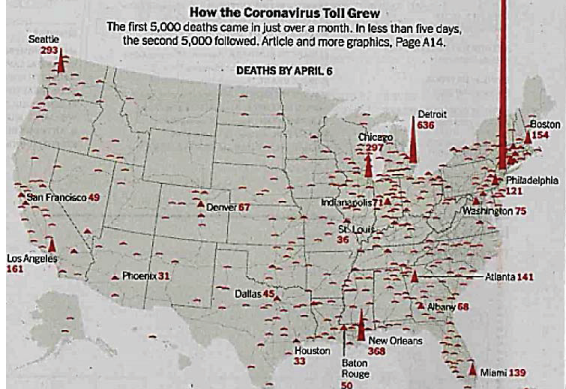 How the Coronavirus Toll Grew
The first 5,000 deaths came in just over a month. In less than five days,
the second 5,000 followed. Article and more graphics, Page A14.
DEATHS BY APRIL 6
Seattle
293
Detroit
636
Chicago
297
Boston
154
Philadelphia
121
San Francisco 49
Denver 67
Indianapolis 71
Washington 75
St. Louis
36
Los Angeles
161
Phoenix 31
Dallas 45
Atlanta 141
Albany 68
Houston
33
Baton
Rouge
50
New Orleans
368
Miami 139